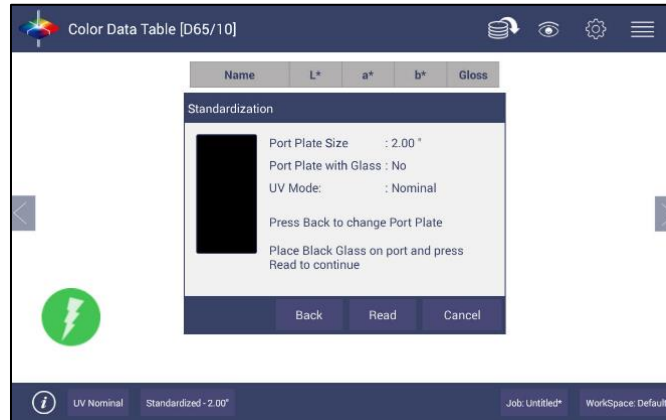 Color Data Table [D65/10]
Name L* a* b* Gloss
Standardization
Port Plate Size : 2.00 "
Port Plate with Glass : No
UV Mode: : Nominal
Press Back to change Port Plate
Place Black Glass on port and press
Read to continue
Back Read Cancel
UV Nominal Standardized - 2.00" Job: Untitled* WorkSpace: Default